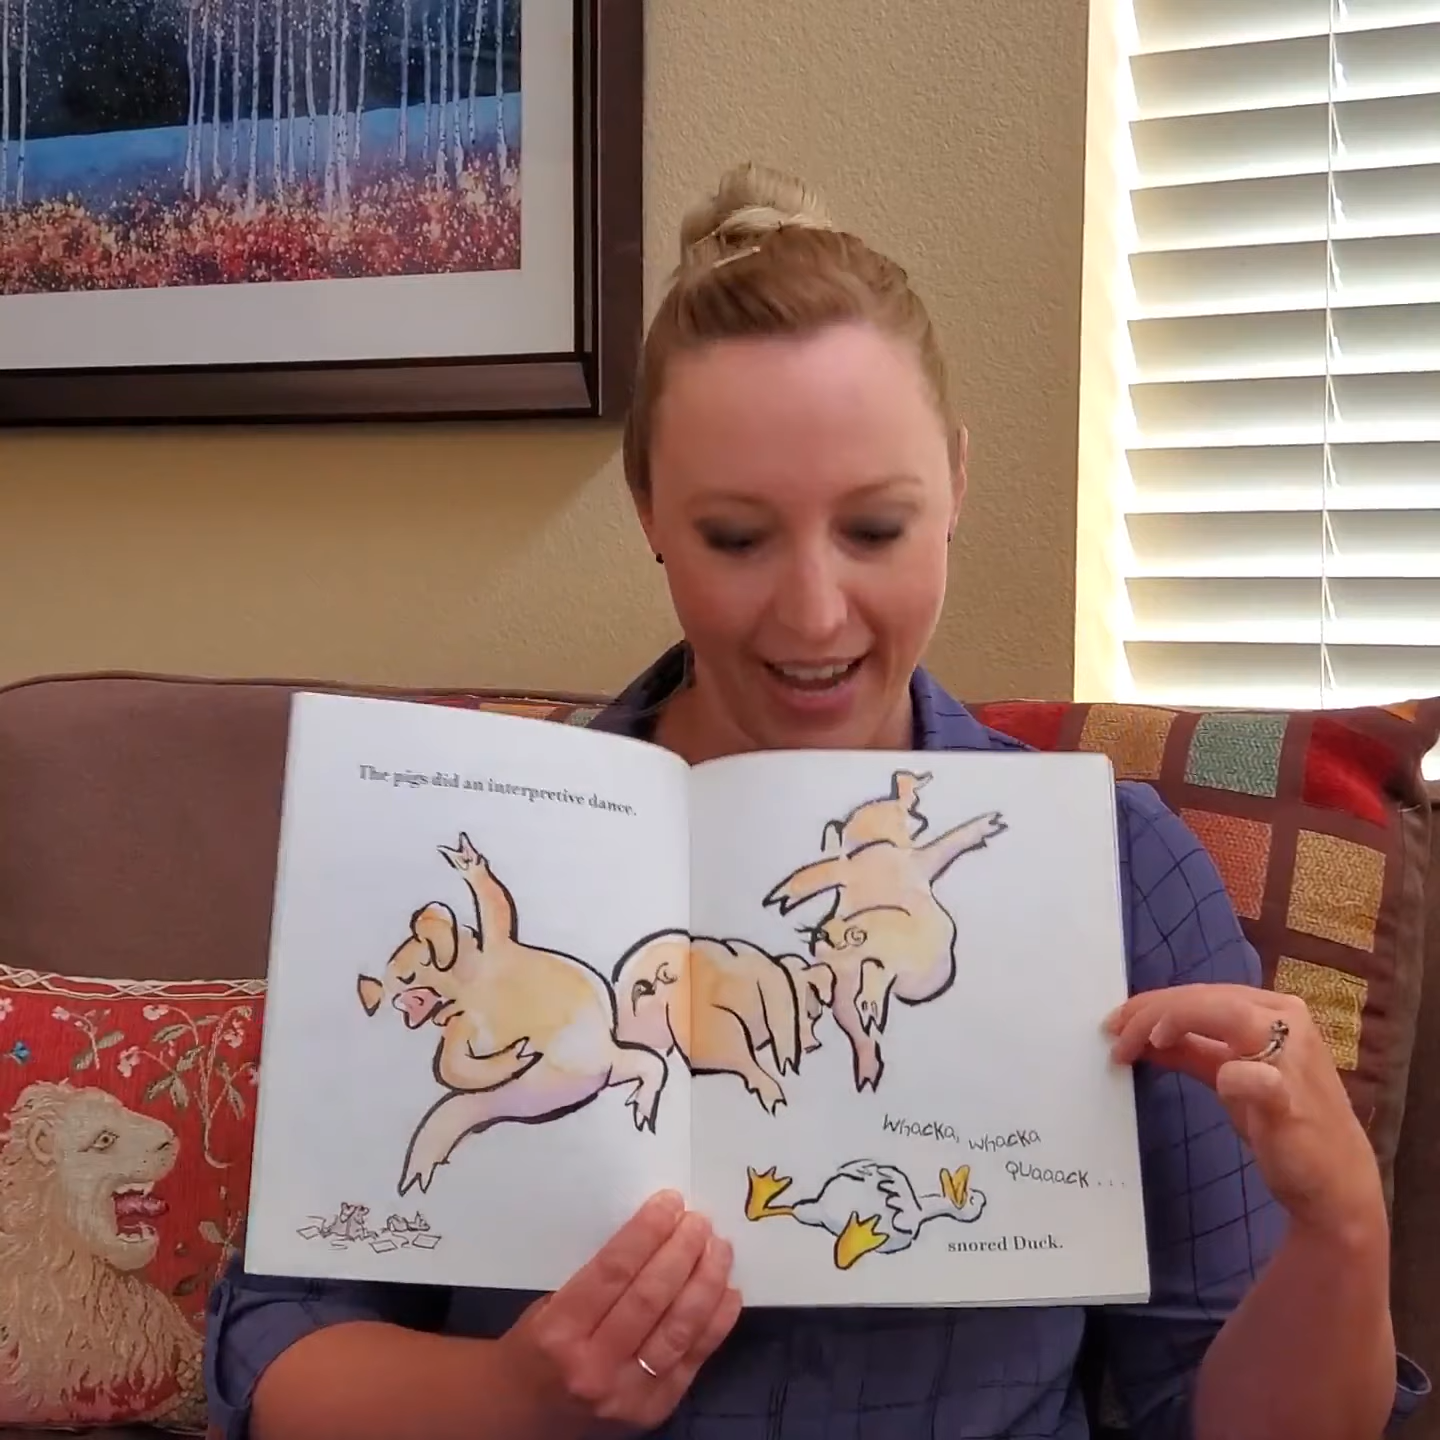 The pigs did an interpretive dance.
Whacka, whacka
QUaaack...
snored Duck.